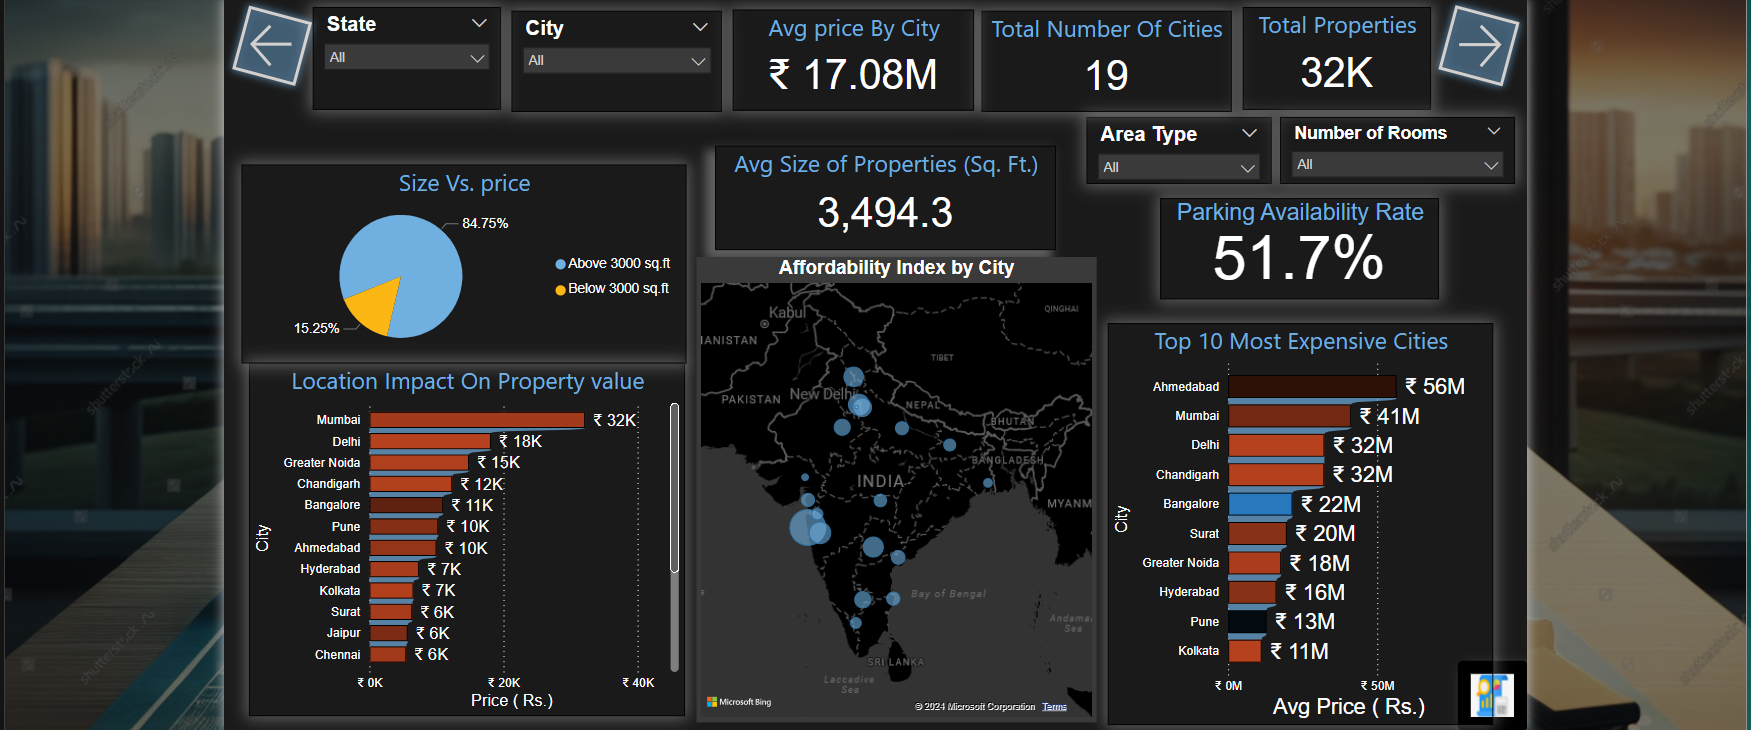 State
All
City
All
Avg price By City
₹ 17.08M
Total Number Of Cities
19
Total Properties
32K
Area Type
All
Number of Rooms
All
Size Vs. price
84.75%
15.25%
Above 3000 sq.ft
Below 3000 sq.ft
Avg Size of Properties (Sq. Ft.)
3,494.3
Parking Availability Rate
51.7%
Location Impact On Property value
City
Mumbai ₹ 32K
Delhi ₹ 18K
Greater Noida ₹ 15K
Chandigarh ₹ 12K
Bangalore ₹ 11K
Pune ₹ 10K
Ahmedabad ₹ 10K
Hyderabad ₹ 7K
Kolkata ₹ 7K
Surat ₹ 6K
Jaipur ₹ 6K
Chennai ₹ 6K
₹ 0K ₹ 20K ₹ 40K
Price ( Rs.)
Affordability Index by City
Kabul
QINGHAI
ANISTAN
TIBET
PAKISTAN
New Delhi
NEPAL
BHUTAN
BANGLADESH
INDIA
MYANM
Bay of Bengal
Andama
Sea
SRI LANKA
Laccadive
Sea
Microsoft Bing
© 2024 Microsoft Corporation Terms
Top 10 Most Expensive Cities
City
Ahmedabad ₹ 56M
Mumbai ₹ 41M
Delhi ₹ 32M
Chandigarh ₹ 32M
Bangalore ₹ 22M
Surat ₹ 20M
Greater Noida ₹ 18M
Hyderabad ₹ 16M
Pune ₹ 13M
Kolkata ₹ 11M
₹ 0M ₹ 50M
Avg Price ( Rs.)